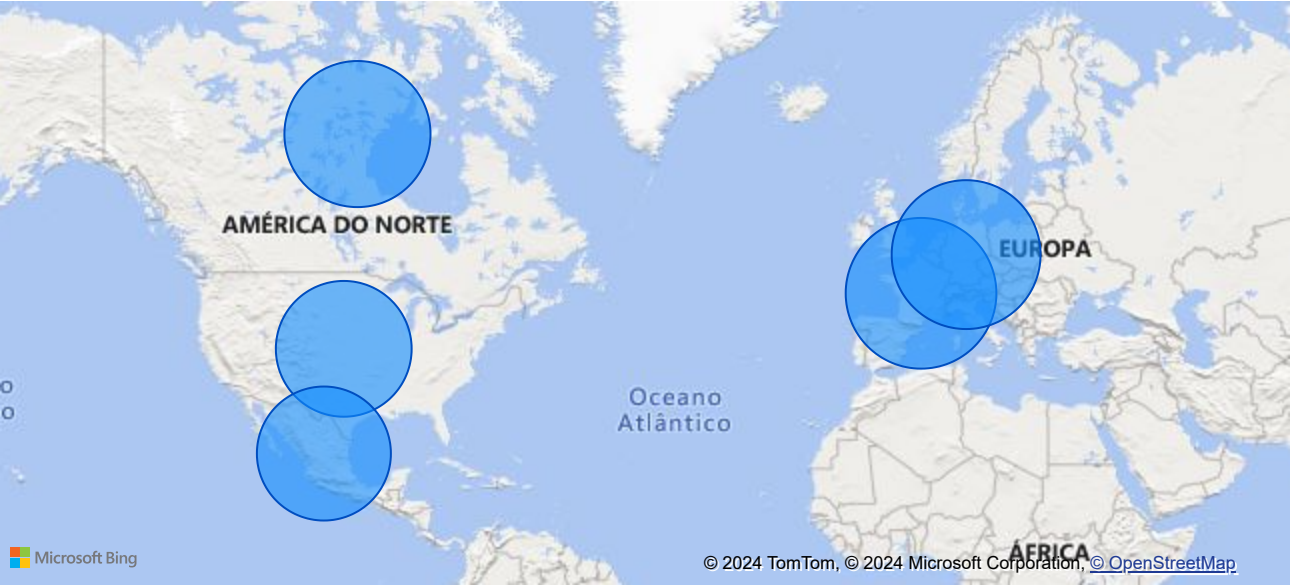 AMÉRICA DO NORTE
EUROPA
o
o
Oceano
Atlântico
ÁFRICA
Microsoft Bing
© 2024 TomTom, © 2024 Microsoft Corporation, © OpenStreetMap